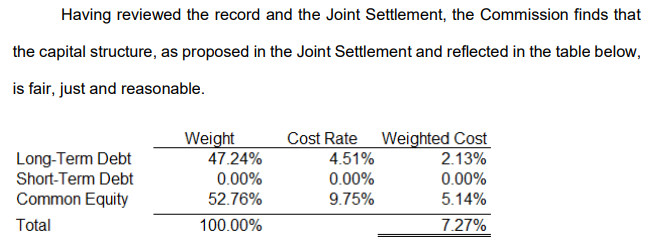 Having reviewed the record and the Joint Settlement, the Commission finds that
the capital structure, as proposed in the Joint Settlement and reflected in the table below,
is fair, just and reasonable.
Weight Cost Rate Weighted Cost
Long-Term Debt 47.24% 4.51% 2.13%
Short-Term Debt 0.00% 0.00% 0.00%
Common Equity 52.76% 9.75% 5.14%
Total 100.00% 7.27%